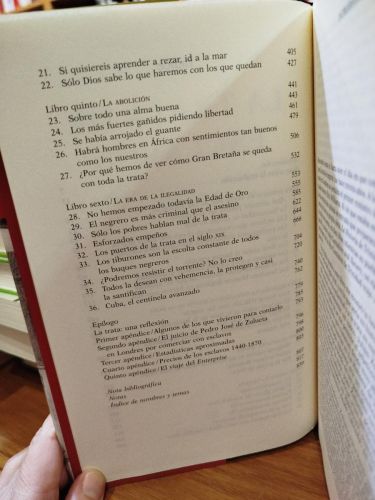 21. Si quisiereis aprender a rezar, id a la mar 405
22. Sólo Dios sabe lo que haremos con los que quedan 427
Libro quinto/LA ABOLICIÓN 441
23. Sobre todo una alma buena 443
24. Los más fuertes gañidos pidiendo libertad 461
25. Se había arrojado el guante 479
26. Habrá hombres en África con sentimientos tan buenos
como los nuestros 506
27. ¿Por qué hemos de ver cómo Gran Bretaña se queda
con toda la trata? 532
Libro sexto/LA ERA DE LA ILEGALIDAD 553
28. No hemos empezado todavía la Edad de Oro 555
29. El negrero es más criminal que el asesino 593
30. Sólo los pobres hablan mal de la trata 622
31. Esforzados empeños 644
32. Los puertos de la trata en el siglo XIX 668
33. Los tiburones son la escolta constante de todos 704
los buques negreros 720
34. ¿Podremos resistir el torrente? No lo creo 740
35. Todos la desean con vehemencia, la protegen y casi
la santifican 762
36. Cuba, el centinela avanzado
Epílogo
La trata: una reflexión
Primer apéndice/Algunos de los que vivieron para contarlo
Segundo apéndice/El juicio de Pedro José de Zulueta
en Londres por comerciar con esclavos
Tercer apéndice/Estadísticas aproximadas
Cuarto apéndice/Precios de los esclavos 1440-1870
Quinto apéndice/El viaje del Enterprise
Nota bibliográfica
Notas
Índice de nombres y temas